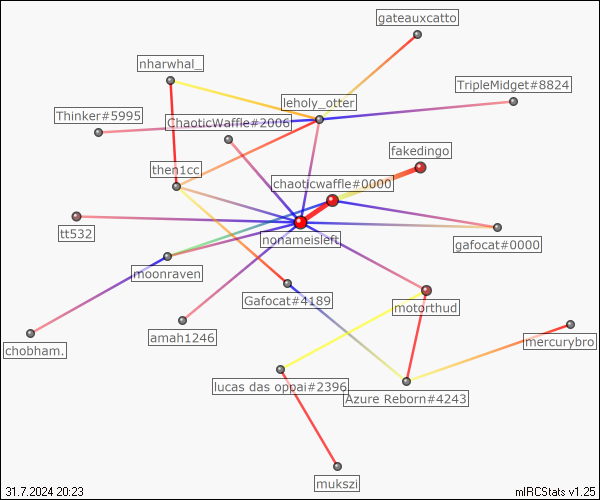 gateauxcatto
nharwhal_
TripleMidget#8824
leholy_otter
Thinker#5995
ChaoticWaffle#2006
fakedingo
then1cc
chaoticwaffle#0000
tt532
nonameisleft
gafocat#0000
moonraven
Gafocat#4189
motorthud
amah1246
mercurybro
chobham.
lucas das oppai#2396
Azure Reborn#4243
mukszi
31.7.2024 20:23
mIRCStats v1.25